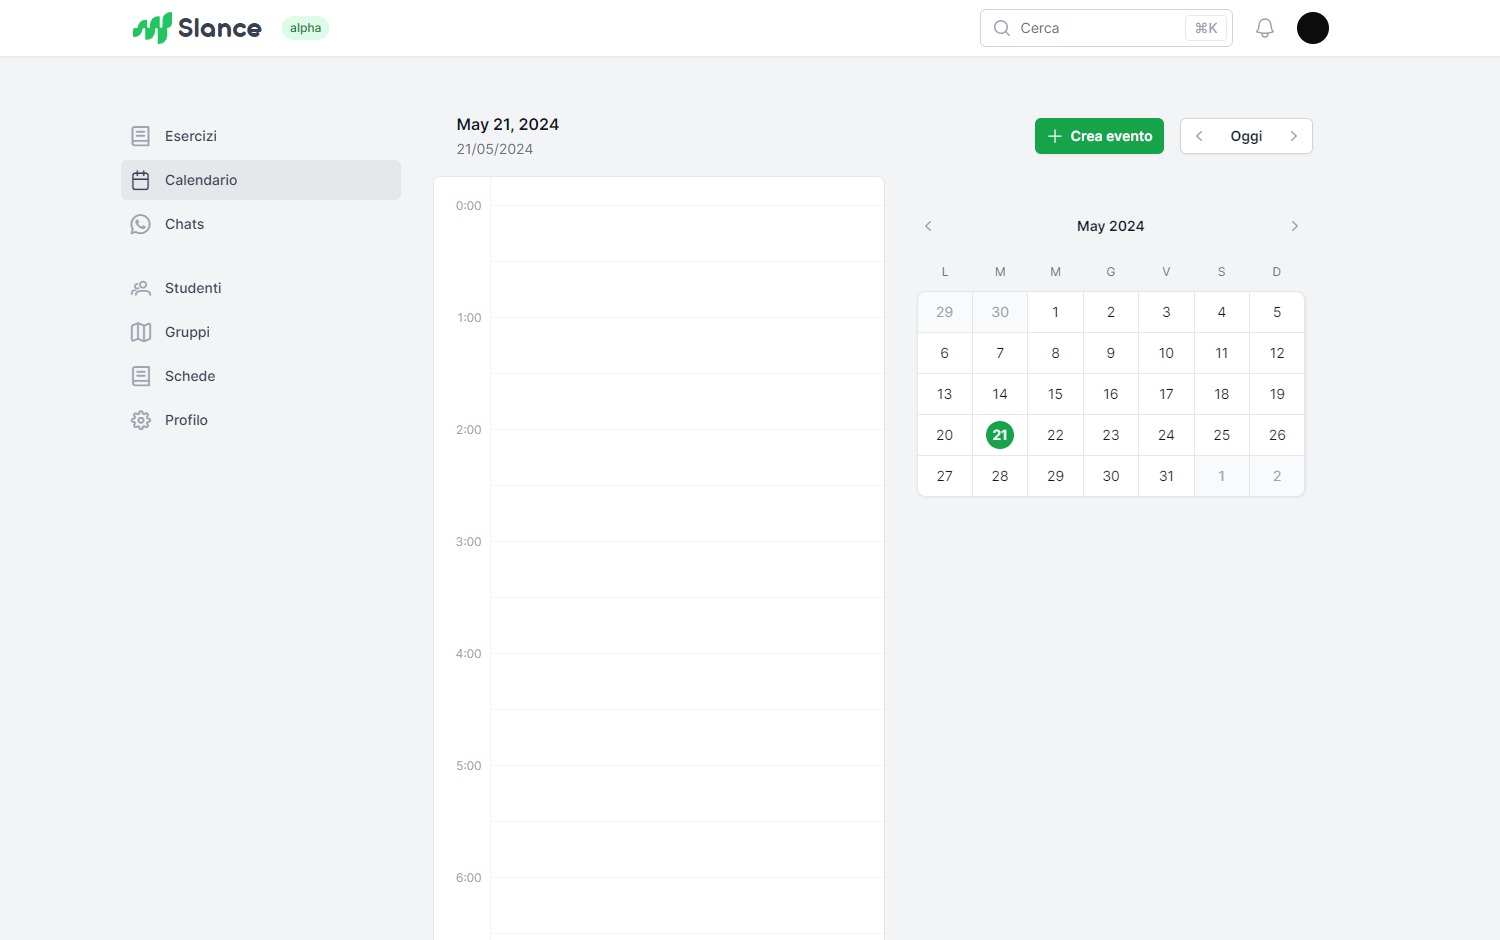 Slance
alpha
Cerca
⌘K
Esercizi
Calendario
Chats
Studenti
Gruppi
Schede
Profilo
May 21, 2024
21/05/2024
Crea evento
Oggi
0:00
1:00
2:00
3:00
4:00
5:00
6:00
May 2024
L M M G V S D
29 30 1 2 3 4 5
6 7 8 9 10 11 12
13 14 15 16 17 18 19
20 21 22 23 24 25 26
27 28 29 30 31 1 2